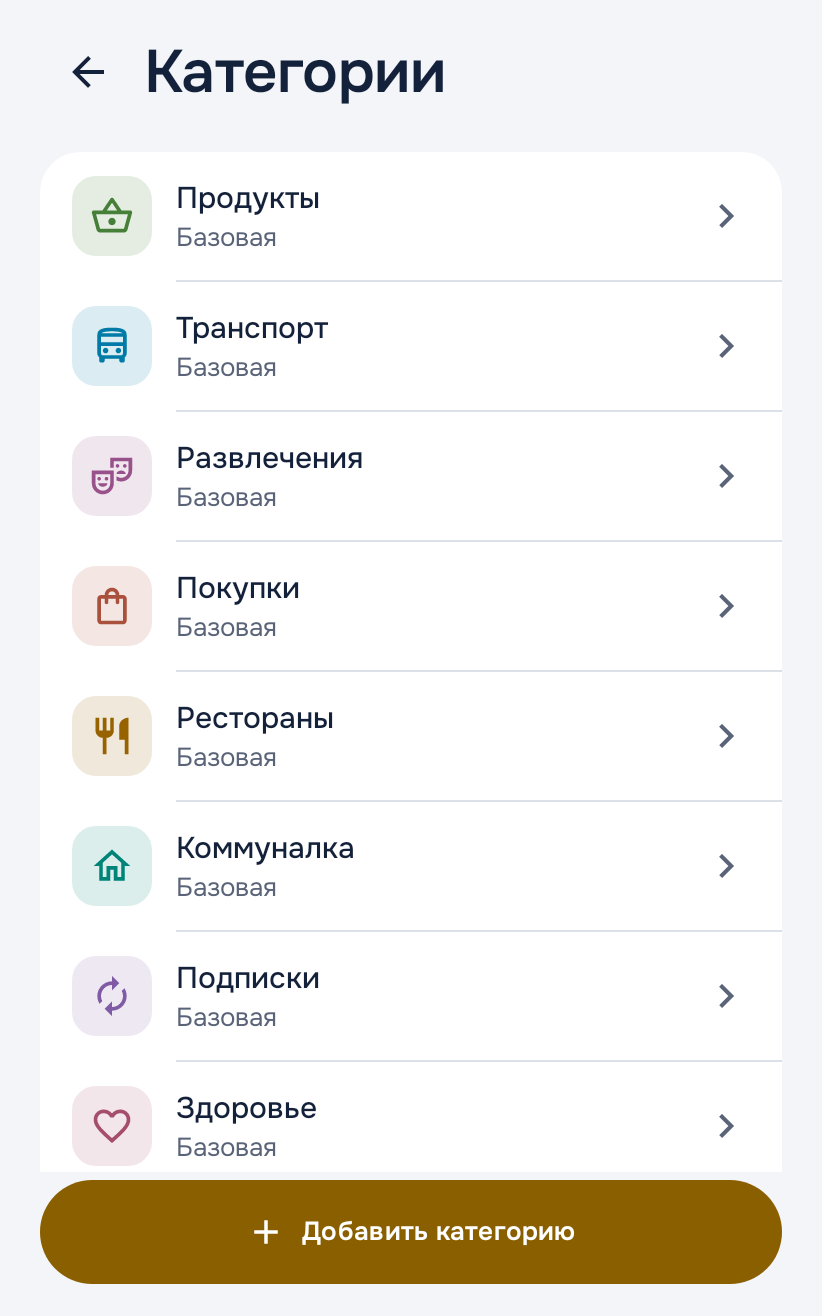 Категории
Продукты
Базовая
Транспорт
Базовая
Развлечения
Базовая
Покупки
Базовая
Рестораны
Базовая
Коммуналка
Базовая
Подписки
Базовая
Здоровье
Базовая
Добавить категорию